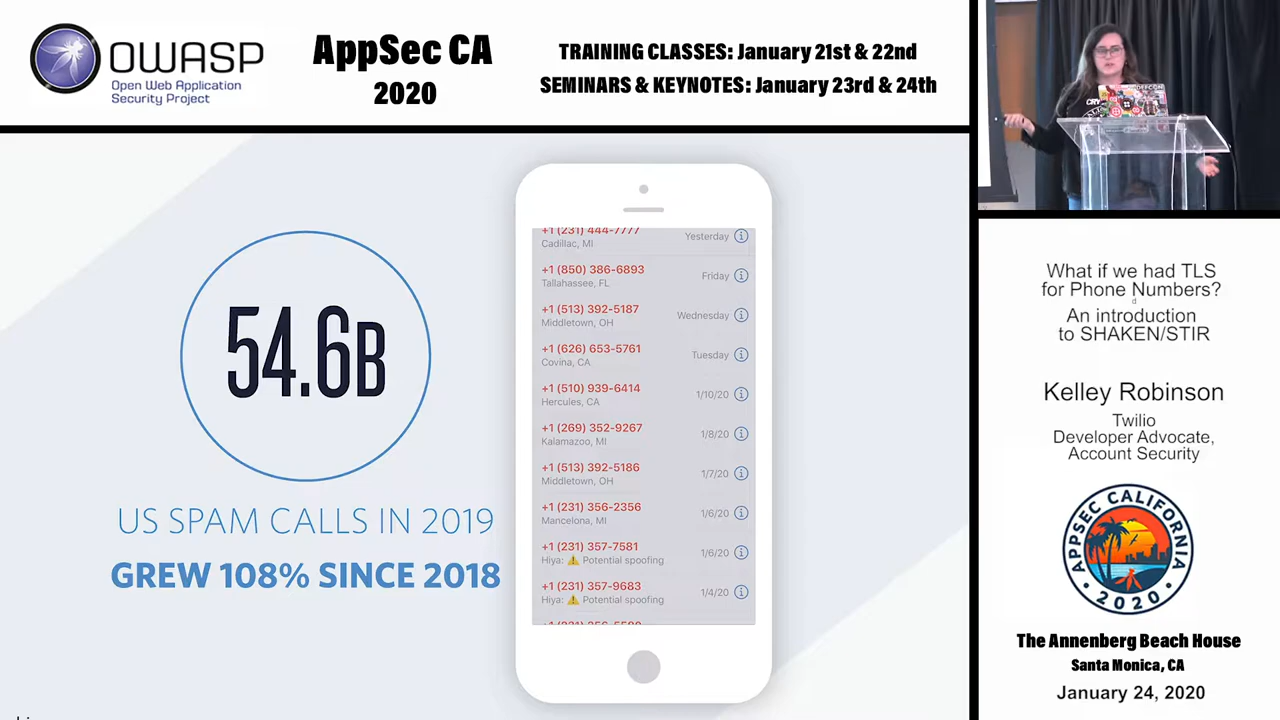 OWASP
Open Web Application
Security Project
AppSec CA
2020
TRAINING CLASSES: January 21st & 22nd
SEMINARS & KEYNOTES: January 23rd & 24th
54.6B
US SPAM CALLS IN 2019
GREW 108% SINCE 2018
+1 (231) 444-7777
Yesterday
Cadillac, MI
+1 (850) 386-6893
Friday
Tallahassee, FL
+1 (513) 392-5187
Wednesday
Middletown, OH
+1 (626) 653-5761
Tuesday
Covina, CA
+1 (510) 939-6414
1/10/20
Hercules, CA
+1 (269) 352-9267
1/8/20
Kalamazoo, MI
+1 (513) 392-5186
1/7/20
Middletown, OH
+1 (231) 356-2356
1/6/20
Mancelona, MI
+1 (231) 357-7581
1/6/20
Hiya: ⚠️ Potential spoofing
+1 (231) 357-9683
1/4/20
Hiya: ⚠️ Potential spoofing
What if we had TLS
for Phone Numbers?
d
An introduction
to SHAKEN/STIR
Kelley Robinson
Twilio
Developer Advocate,
Account Security
APPSEC CALIFORNIA
2020
The Annenberg Beach House
Santa Monica, CA
January 24, 2020